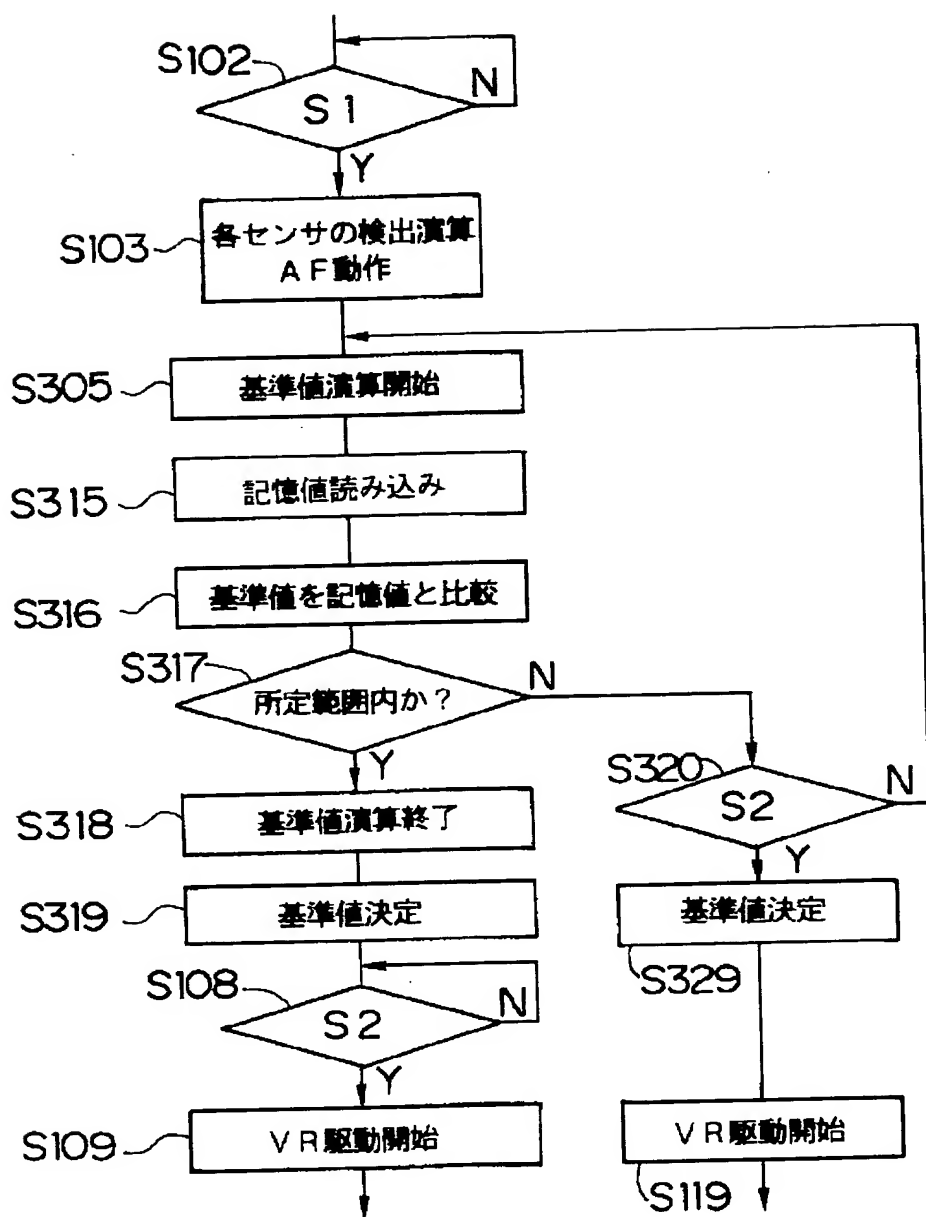 S102
S1
N
Y
S103
各センサの検出演算
AF動作
S305
基準値演算開始
S315
記憶値読み込み
S316
基準値を記憶値と比較
S317
所定範囲内か?
N
Y
S320
S2
N
Y
S318
基準値演算終了
S319
基準値決定
基準値決定
S329
S108
S2
N
Y
S109
VR駆動開始
VR駆動開始
S119